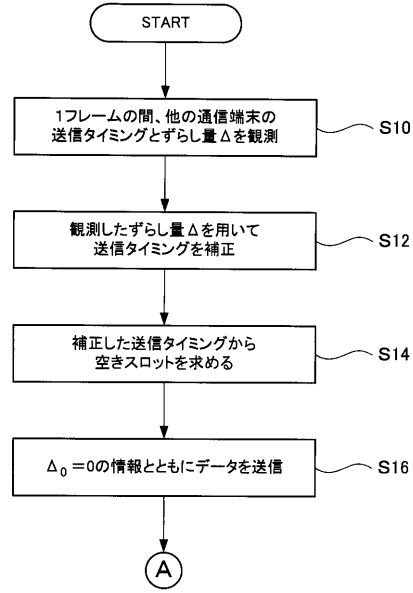 START
1フレームの間、他の通信端末の
送信タイミングとずらし量Δを観測
S10
観測したずらし量Δを用いて
送信タイミングを補正
S12
補正した送信タイミングから
空きスロットを求める
S14
Δ₀=0の情報とともにデータを送信
S16
A